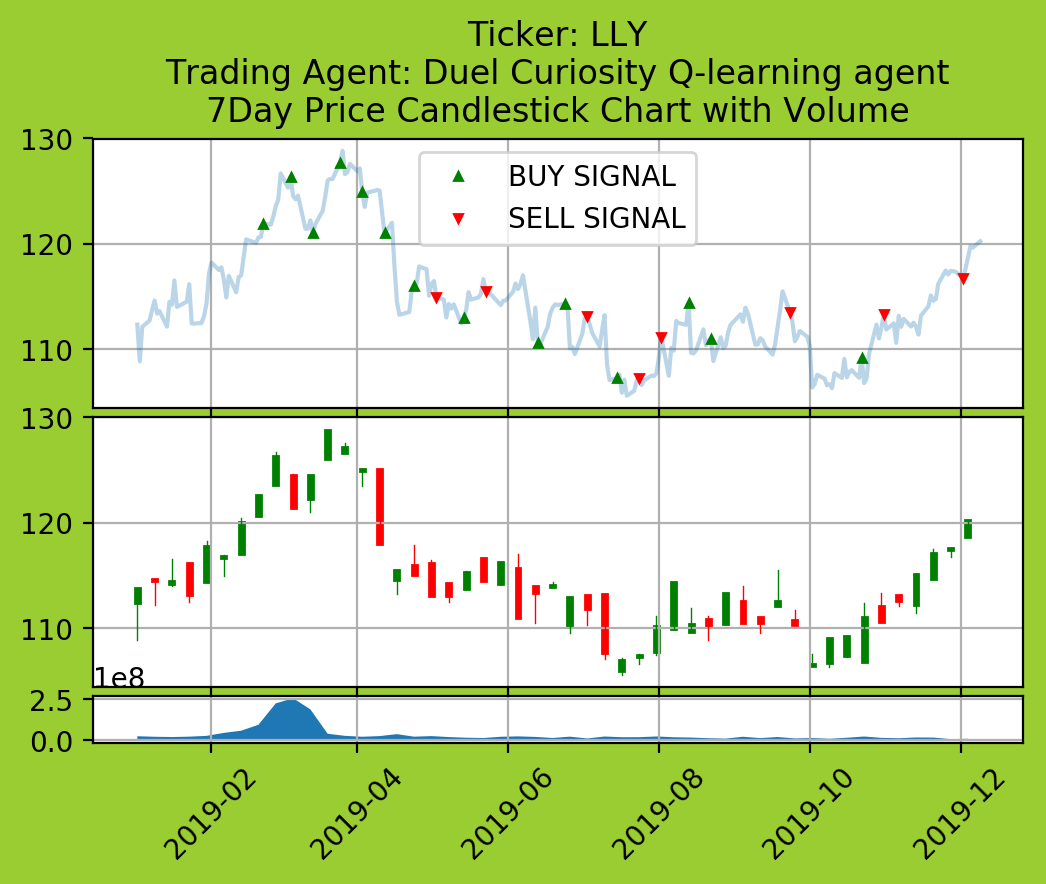 Ticker: LLY
Trading Agent: Duel Curiosity Q-learning agent
7Day Price Candlestick Chart with Volume
130
BUY SIGNAL
SELL SIGNAL
120
110
130
120
110
1e8
2.5
0.0
2019-02
2019-04
2019-06
2019-08
2019-10
2019-12